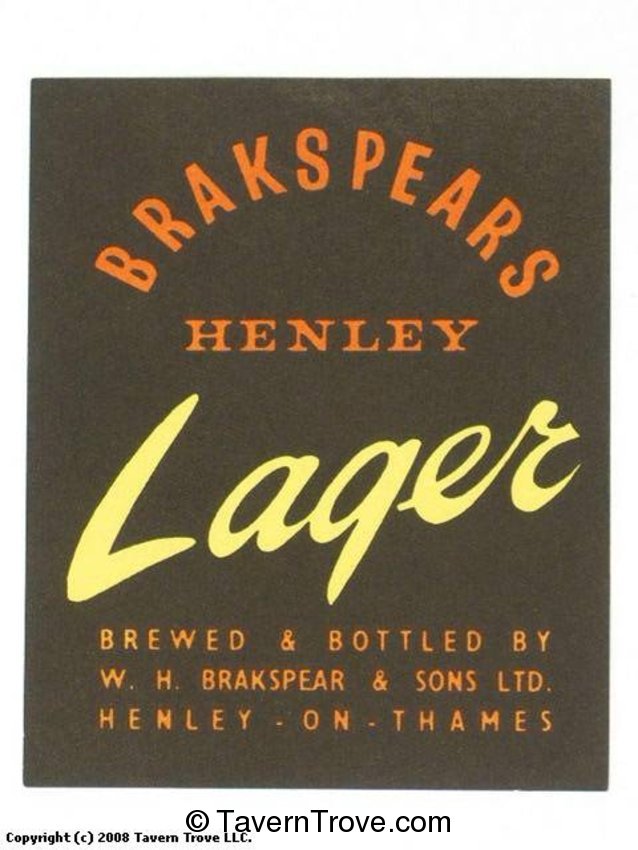 BRAKSPEARS
HENLEY
Lager
BREWED & BOTTLED BY
W. H. BRAKSPEAR & SONS LTD.
HENLEY-ON-THAMES
© TavernTrove.com
Copyright (c) 2008 Tavern Trove LLC.